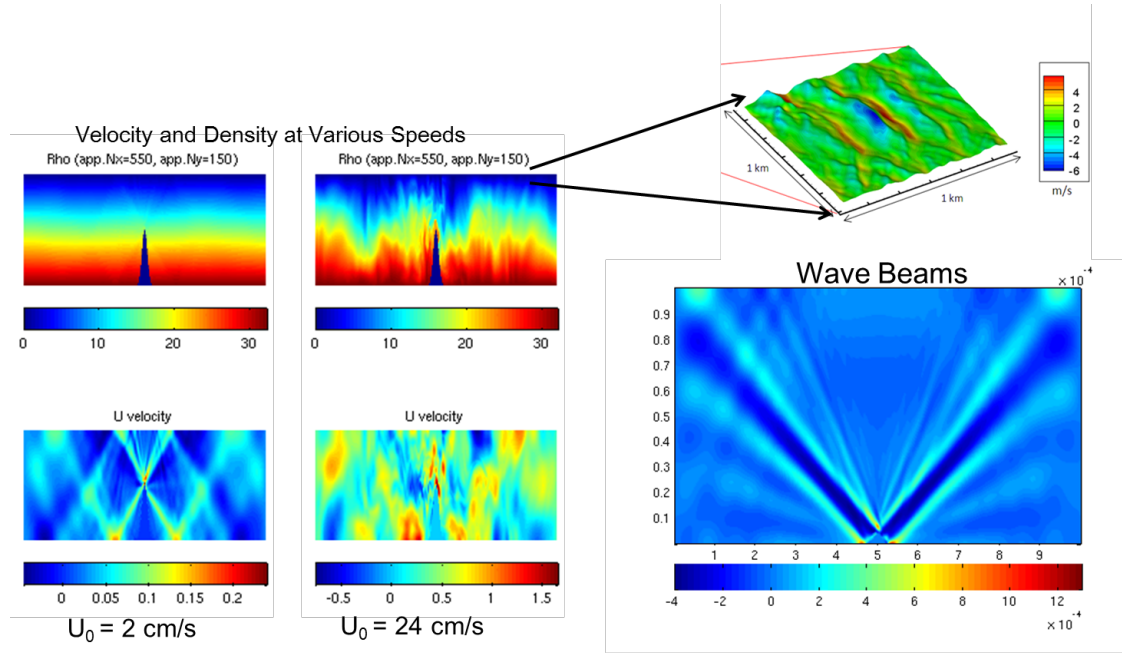 Velocity and Density at Various Speeds
Rho (app.Nx=550, app.Ny=150)
0 10 20 30
U velocity
0 0.05 0.1 0.15 0.2
U₀ = 2 cm/s
Rho (app.Nx=550, app.Ny=150)
0 10 20 30
U velocity
-0.5 0 0.5 1 1.5
U₀ = 24 cm/s
1 km
1 km
4
2
0
-2
-4
-6
m/s
Wave Beams
x 10⁻⁴
0.9
0.8
0.7
0.6
0.5
0.4
0.3
0.2
0.1
1 2 3 4 5 6 7 8 9
-4 -2 0 2 4 6 8 10 12
x 10⁻⁴